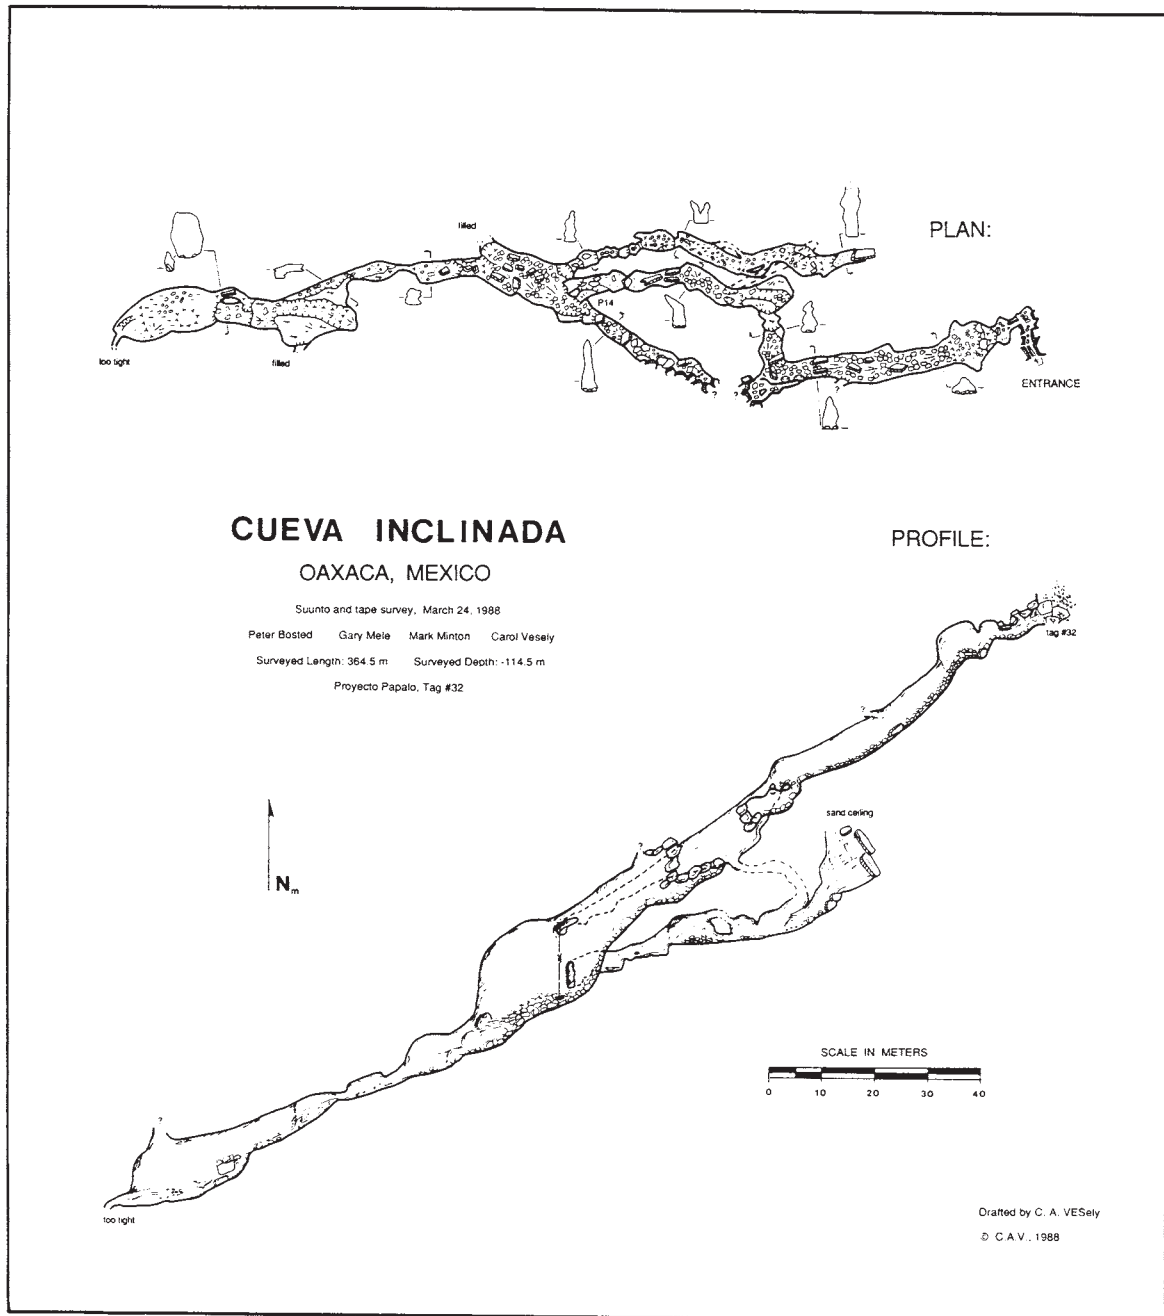 PLAN:
filled
P14
too tight
filled
?
?
?
ENTRANCE
CUEVA INCLINADA
OAXACA, MEXICO
Suunto and tape survey, March 24, 1988
Peter Bosted Gary Mele Mark Minton Carol Vesely
Surveyed Length: 364.5 m Surveyed Depth: -114.5 m
Proyecto Papalo, Tag #32
PROFILE:
tag #32
?
sand ceiling
?
Nm
SCALE IN METERS
0 10 20 30 40
?
too tight
Drafted by C. A. VESely
© C.A.V., 1988